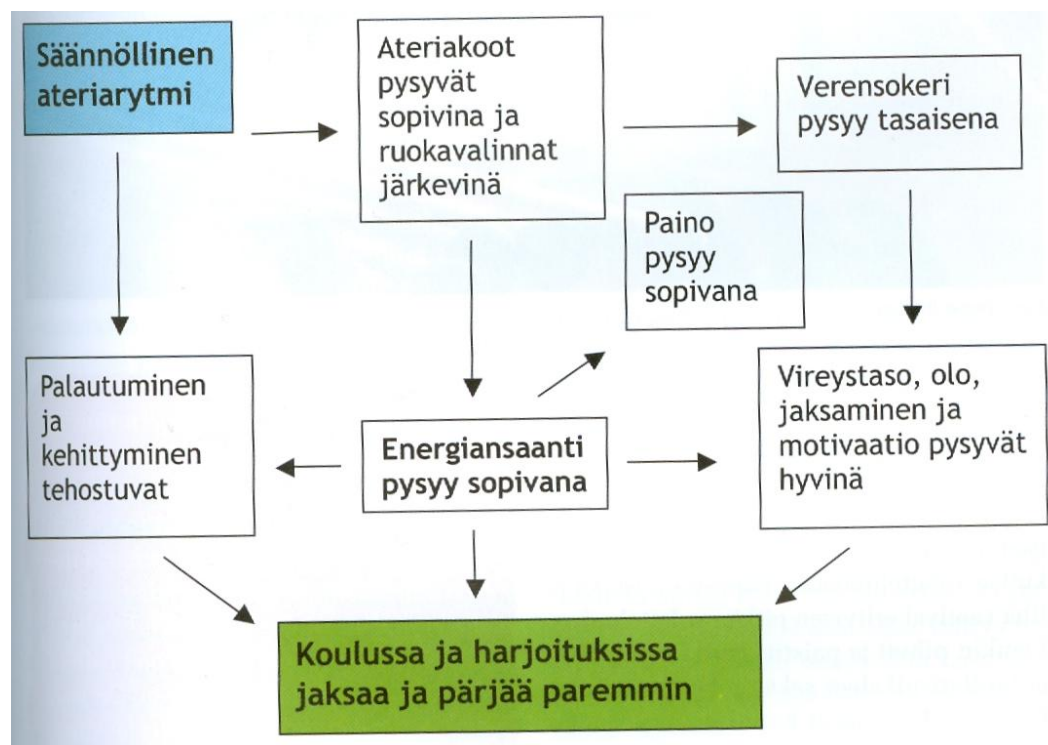 Säännöllinen
ateriarytmi
Ateriakoot
pysyvät
sopivina ja
ruokavalinnat
järkevinä
Verensokeri
pysyy tasaisena
Paino
pysyy
sopivana
Palautuminen
ja
kehittyminen
tehostuvat
Energiansaanti
pysyy sopivana
Vireystaso, olo,
jaksaminen ja
motivaatio pysyvät
hyvinä
Koulussa ja harjoituksissa
jaksaa ja pärjää paremmin